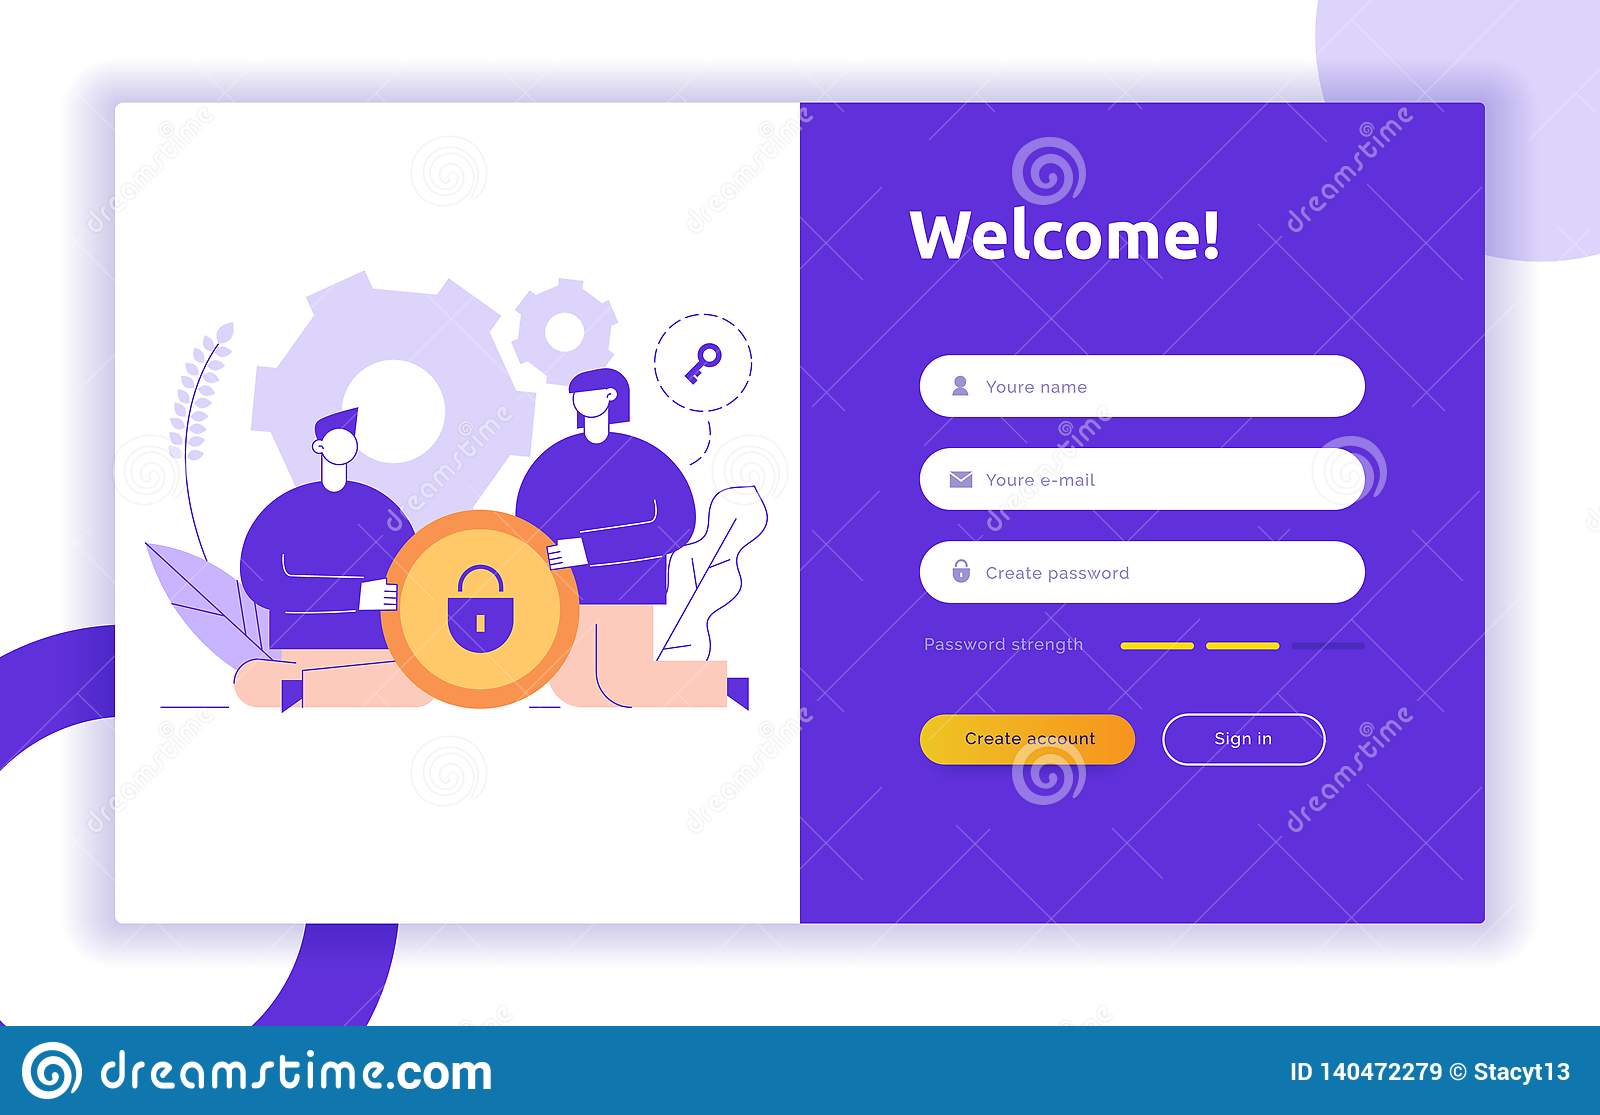 Welcome!
Youre name
Youre e-mail
Create password
Password strength
Create account
Sign in
dreamstime.com
ID 140472279 © Stacyt13